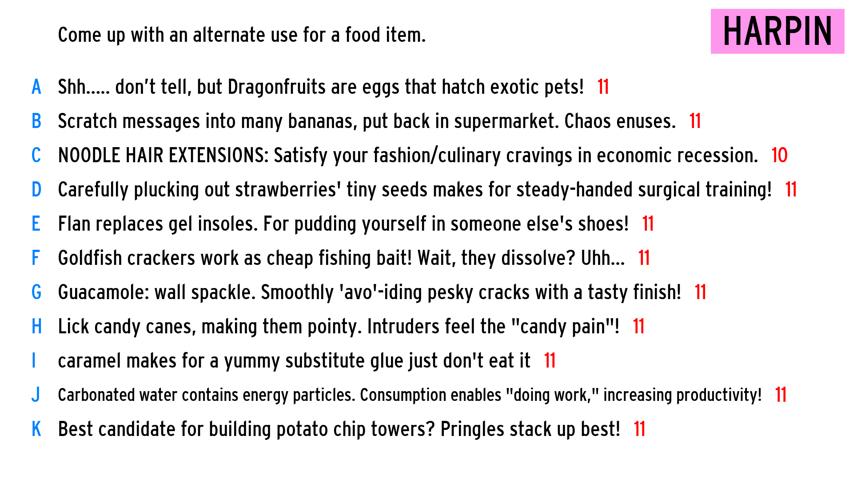 Come up with an alternate use for a food item.
HARPIN
A Shh..... don't tell, but Dragonfruits are eggs that hatch exotic pets! 11
B Scratch messages into many bananas, put back in supermarket. Chaos enuses. 11
C NOODLE HAIR EXTENSIONS: Satisfy your fashion/culinary cravings in economic recession. 10
D Carefully plucking out strawberries' tiny seeds makes for steady-handed surgical training! 11
E Flan replaces gel insoles. For pudding yourself in someone else's shoes! 11
F Goldfish crackers work as cheap fishing bait! Wait, they dissolve? Uhh... 11
G Guacamole: wall spackle. Smoothly 'avo'-iding pesky cracks with a tasty finish! 11
H Lick candy canes, making them pointy. Intruders feel the "candy pain"! 11
I caramel makes for a yummy substitute glue just don't eat it 11
J Carbonated water contains energy particles. Consumption enables "doing work," increasing productivity! 11
K Best candidate for building potato chip towers? Pringles stack up best! 11